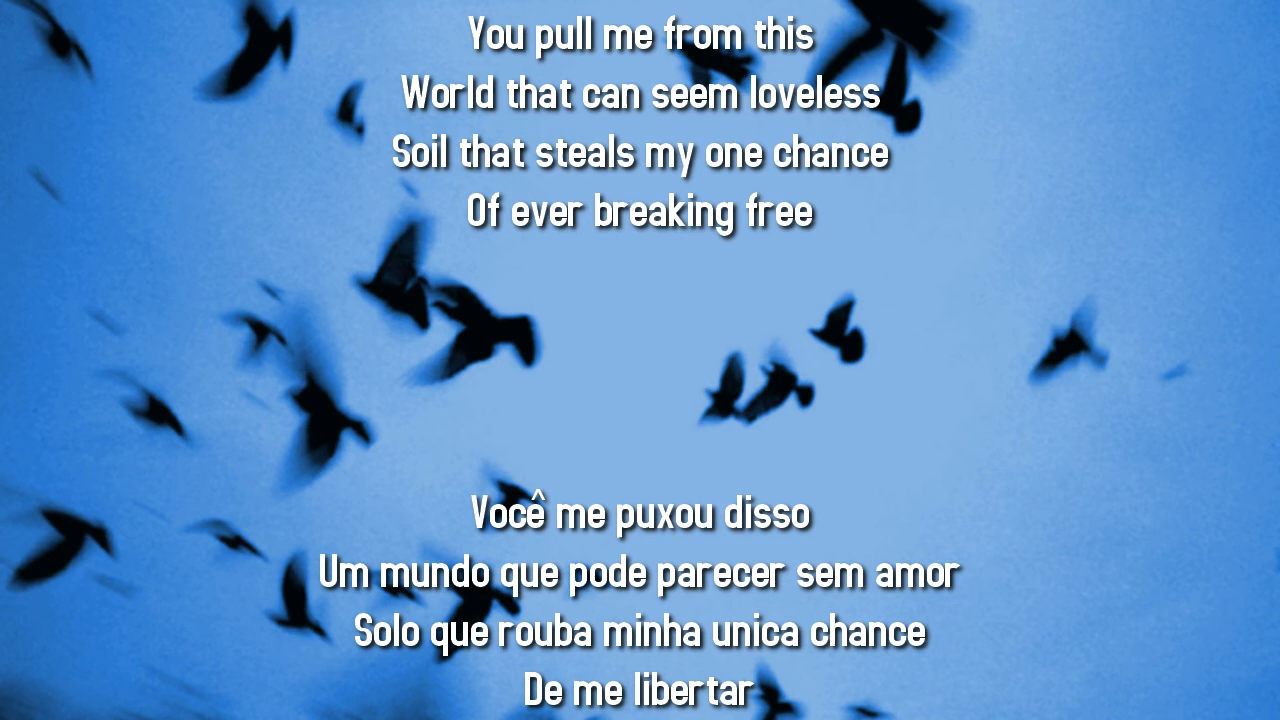 You pull me from this
World that can seem loveless
Soil that steals my one chance
Of ever breaking free
Você me puxou disso
Um mundo que pode parecer sem amor
Solo que rouba minha unica chance
De me libertar